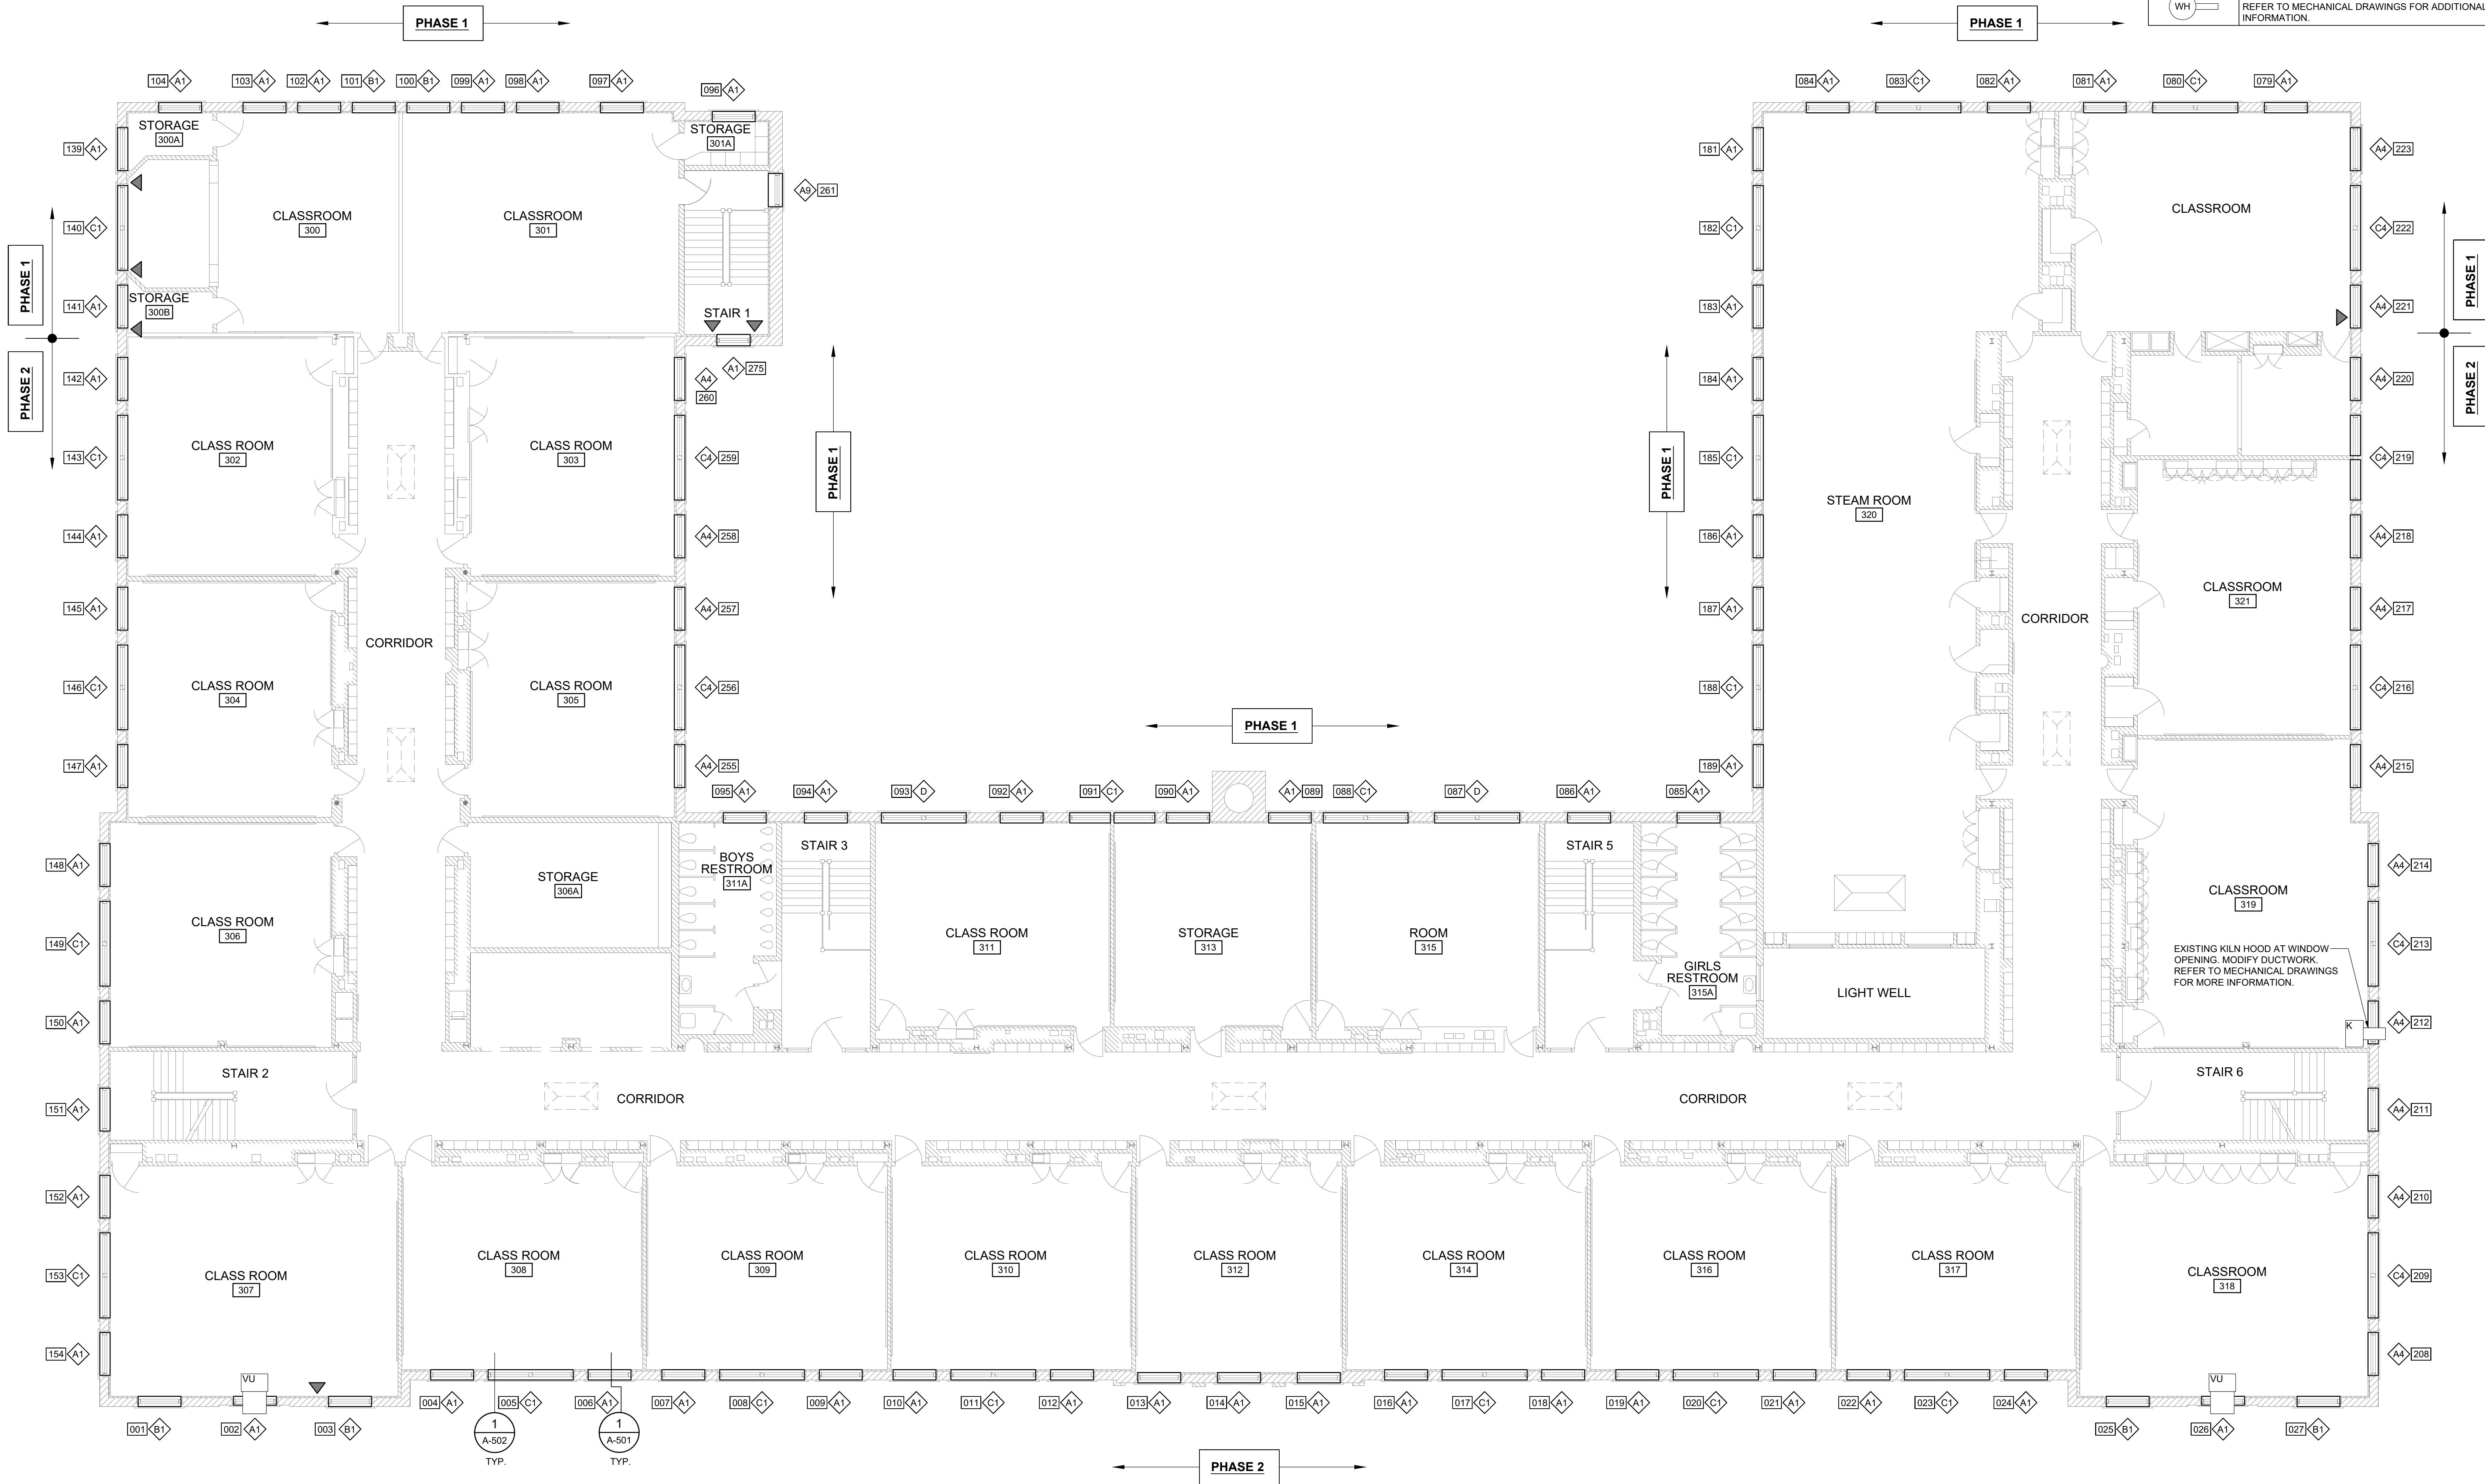 PHASE 1
PHASE 1
WH
REFER TO MECHANICAL DRAWINGS FOR ADDITIONAL
INFORMATION.
104 A1
103 A1
102 A1
101 B1
100 B1
099 A1
098 A1
097 A1
096 A1
084 A1
083 C1
082 A1
081 A1
080 C1
079 A1
STORAGE
300A
STORAGE
301A
139 A1
181 A1
A4 223
A9 261
CLASSROOM
300
CLASSROOM
301
CLASSROOM
140 C1
182 C1
C4 222
PHASE 1
PHASE 1
STORAGE
300B
141 A1
STAIR 1
183 A1
A4 221
PHASE 2
PHASE 2
142 A1
A4
260
A1 275
184 A1
A4 220
CLASS ROOM
302
CLASS ROOM
303
143 C1
C4 259
PHASE 1
PHASE 1
185 C1
C4 219
STEAM ROOM
320
144 A1
A4 258
186 A1
A4 218
CLASSROOM
321
145 A1
A4 257
187 A1
A4 217
CORRIDOR
CORRIDOR
CLASS ROOM
304
CLASS ROOM
305
146 C1
C4 256
188 C1
C4 216
PHASE 1
147 A1
A4 255
189 A1
A4 215
095 A1
094 A1
093 D
092 A1
091 C1
090 A1
A1 089
088 C1
087 D
086 A1
085 A1
148 A1
BOYS
RESTROOM
311A
STAIR 3
STAIR 5
A4 214
STORAGE
306A
CLASSROOM
319
CLASS ROOM
306
CLASS ROOM
311
STORAGE
313
ROOM
315
149 C1
C4 213
EXISTING KILN HOOD AT WINDOW
OPENING. MODIFY DUCTWORK.
REFER TO MECHANICAL DRAWINGS
FOR MORE INFORMATION.
GIRLS
RESTROOM
315A
LIGHT WELL
150 A1
K
A4 212
STAIR 2
STAIR 6
151 A1
CORRIDOR
CORRIDOR
A4 211
152 A1
A4 210
CLASS ROOM
307
CLASS ROOM
308
CLASS ROOM
309
CLASS ROOM
310
CLASS ROOM
312
CLASS ROOM
314
CLASS ROOM
316
CLASS ROOM
317
CLASSROOM
318
153 C1
C4 209
154 A1
A4 208
VU
VU
001 B1
002 A1
003 B1
004 A1
005 C1
006 A1
007 A1
008 C1
009 A1
010 A1
011 C1
012 A1
013 A1
014 A1
015 A1
016 A1
017 C1
018 A1
019 A1
020 C1
021 A1
022 A1
023 C1
024 A1
025 B1
026 A1
027 B1
1
A-502
TYP.
1
A-501
TYP.
PHASE 2